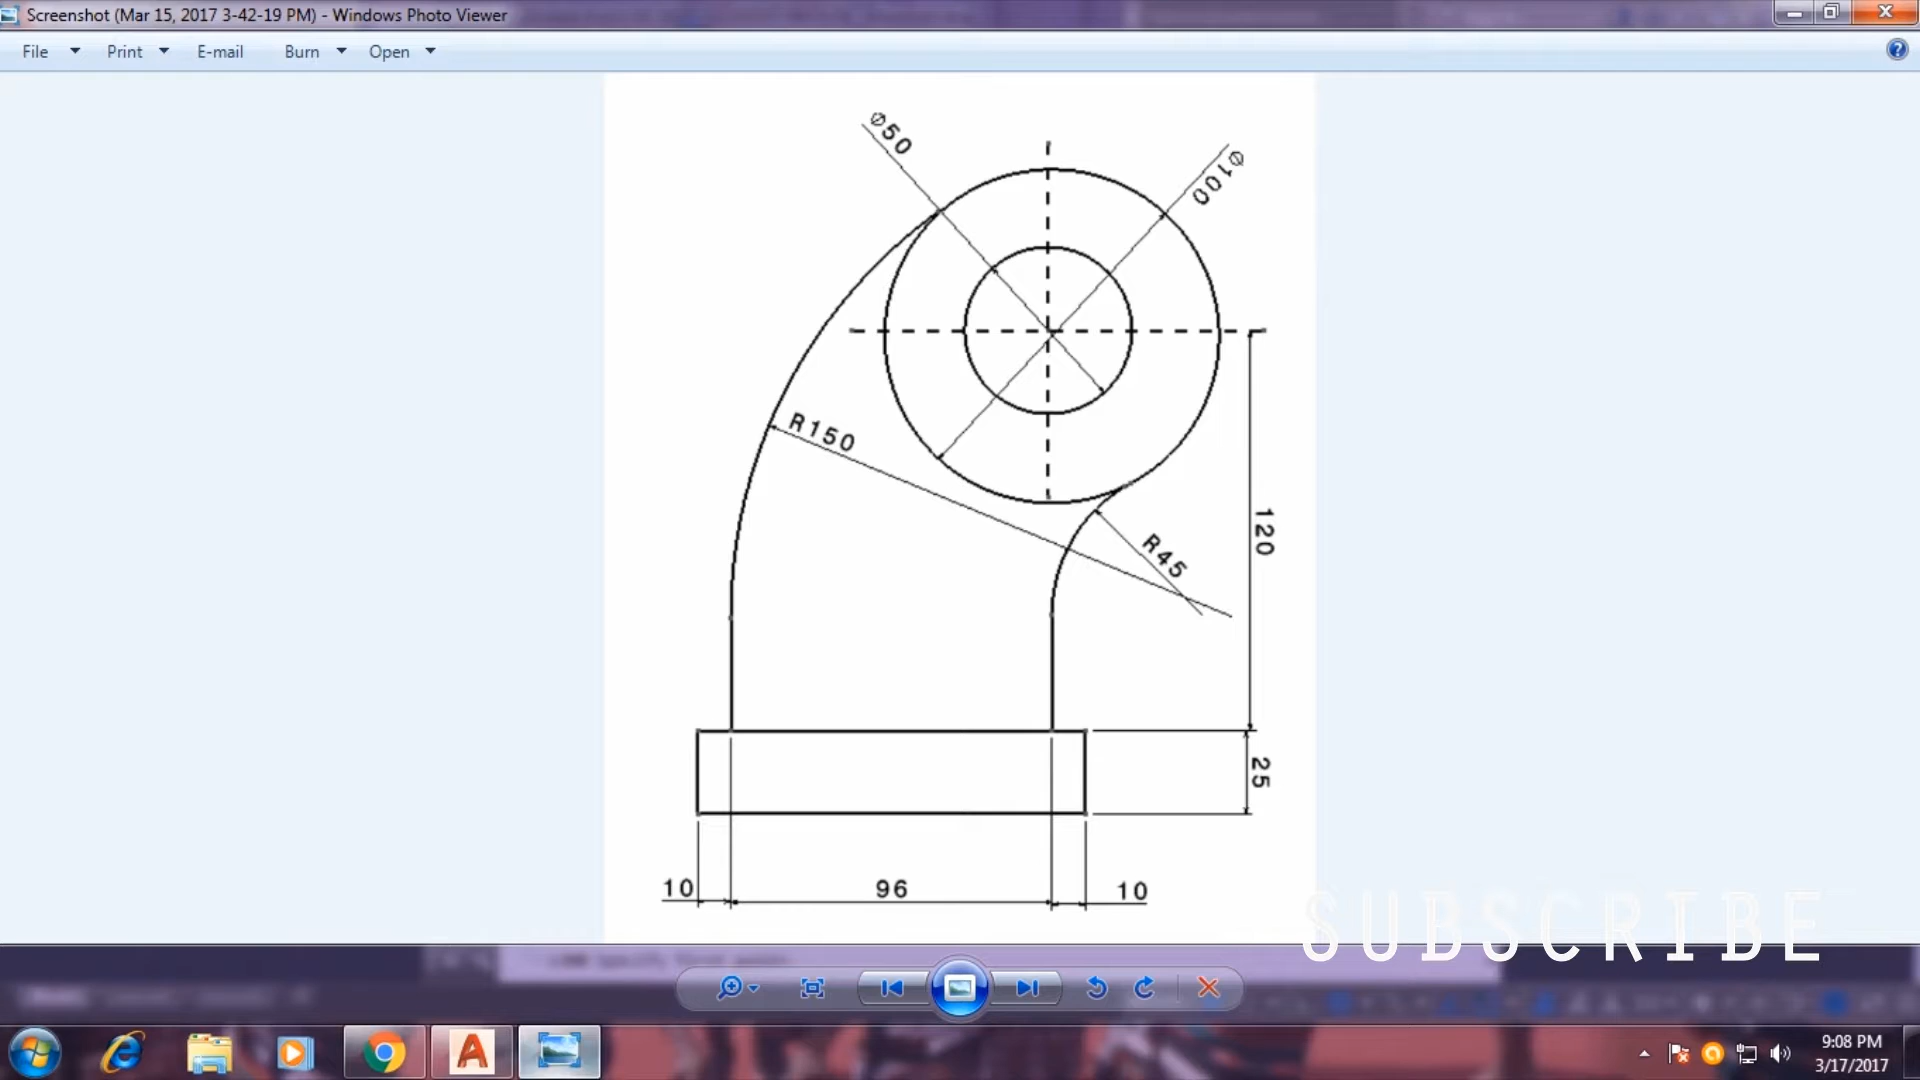 Screenshot (Mar 15, 2017 3-42-19 PM) - Windows Photo Viewer
File Print E-mail Burn Open
Ø50
Ø100
R150
R45
120
25
10 96 10
SUBSCRIBE
9:08 PM
3/17/2017